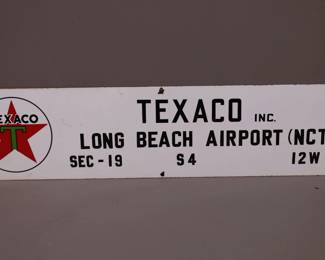 TEXACO
T
TEXACO INC.
LONG BEACH AIRPORT (NCT
SEC-19 S4 12W